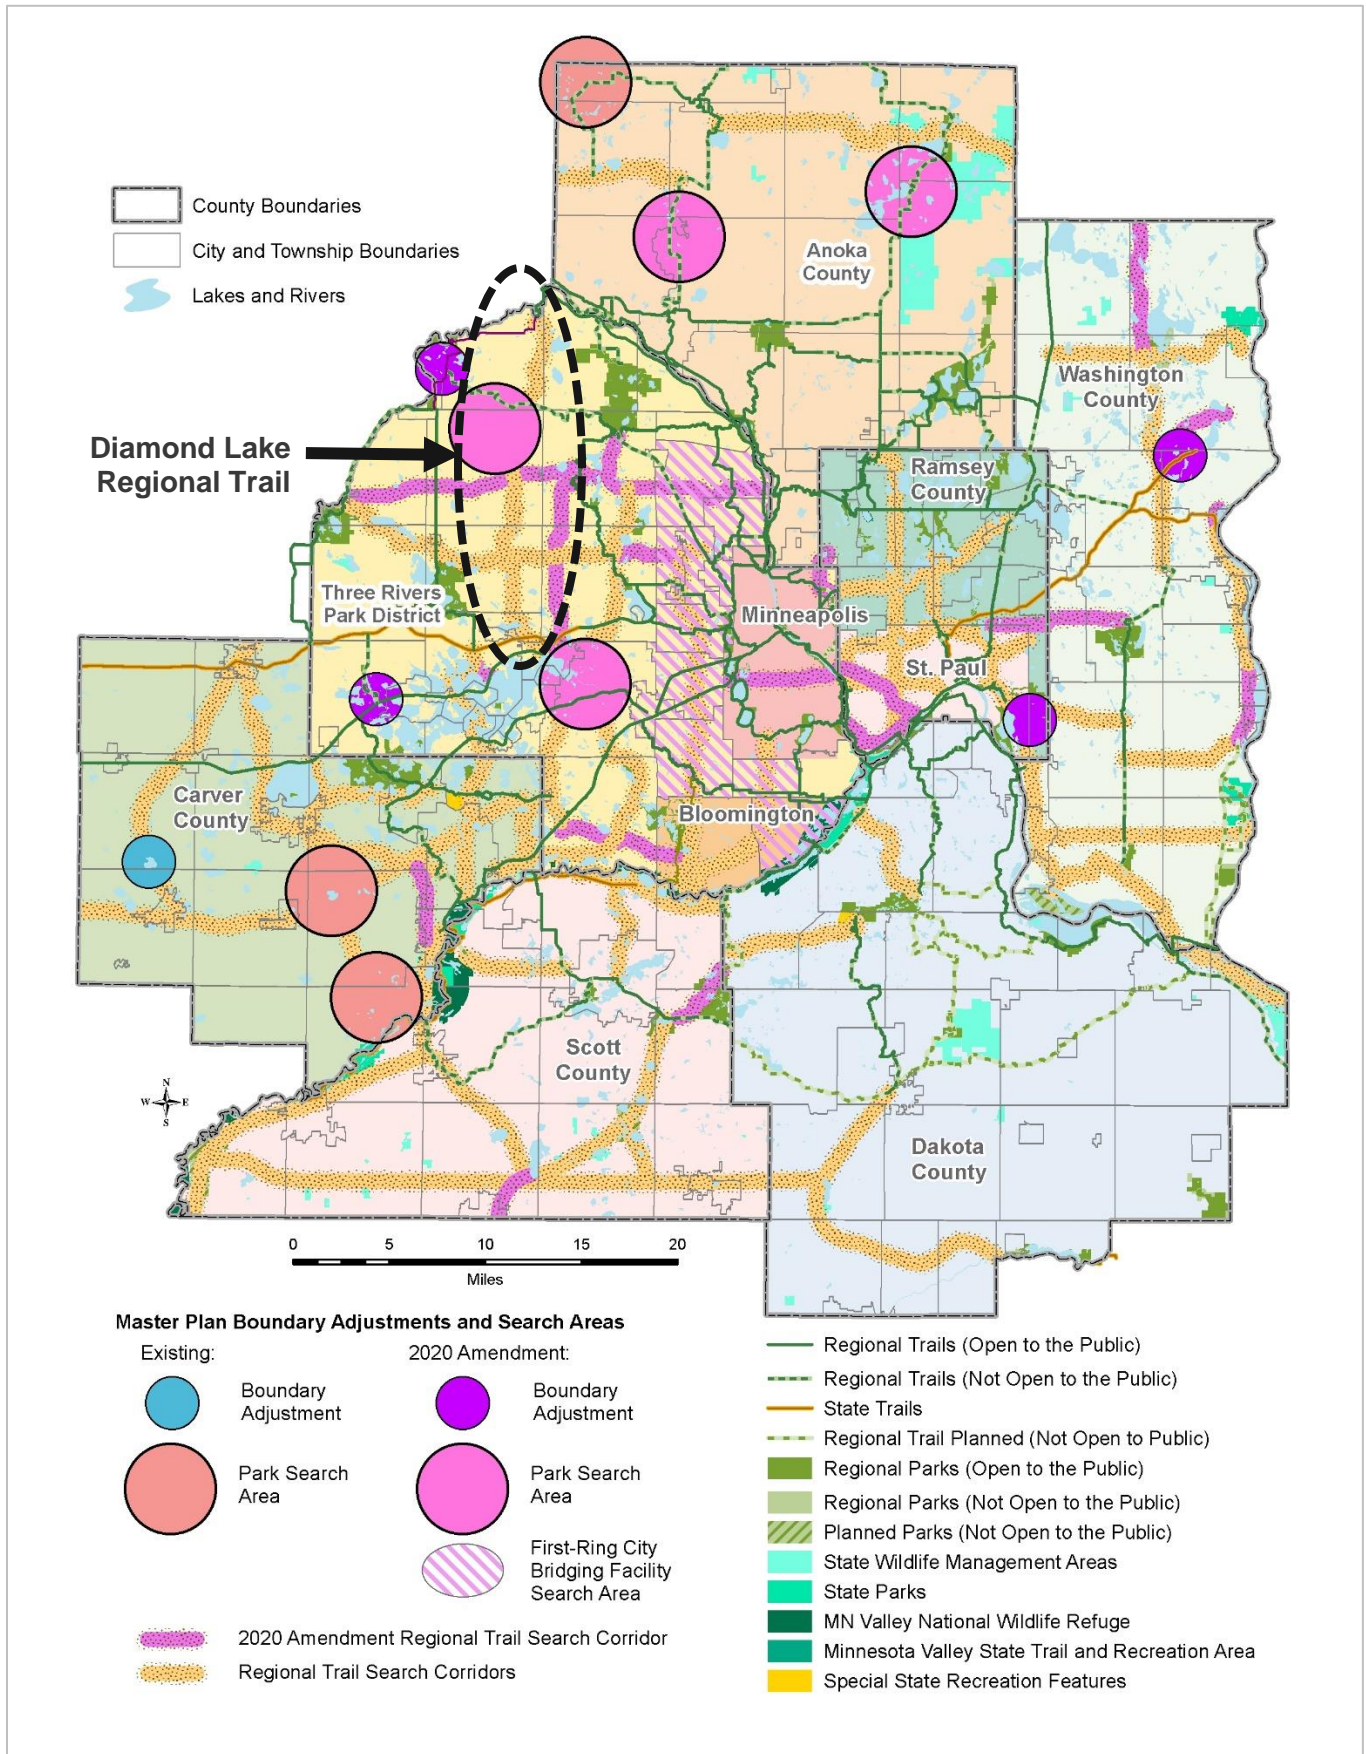 County Boundaries
City and Township Boundaries
Lakes and Rivers
Anoka
County
Washington
County
Diamond Lake
Regional Trail
Ramsey
County
Three Rivers
Park District
Minneapolis
St. Paul
Carver
County
Bloomington
Scott
County
N
W E
S
Dakota
County
0 5 10 15 20
Miles
Master Plan Boundary Adjustments and Search Areas
Existing:
Boundary
Adjustment
Park Search
Area
2020 Amendment:
Boundary
Adjustment
Park Search
Area
First-Ring City
Bridging Facility
Search Area
2020 Amendment Regional Trail Search Corridor
Regional Trail Search Corridors
Regional Trails (Open to the Public)
Regional Trails (Not Open to the Public)
State Trails
Regional Trail Planned (Not Open to Public)
Regional Parks (Open to the Public)
Regional Parks (Not Open to the Public)
Planned Parks (Not Open to the Public)
State Wildlife Management Areas
State Parks
MN Valley National Wildlife Refuge
Minnesota Valley State Trail and Recreation Area
Special State Recreation Features